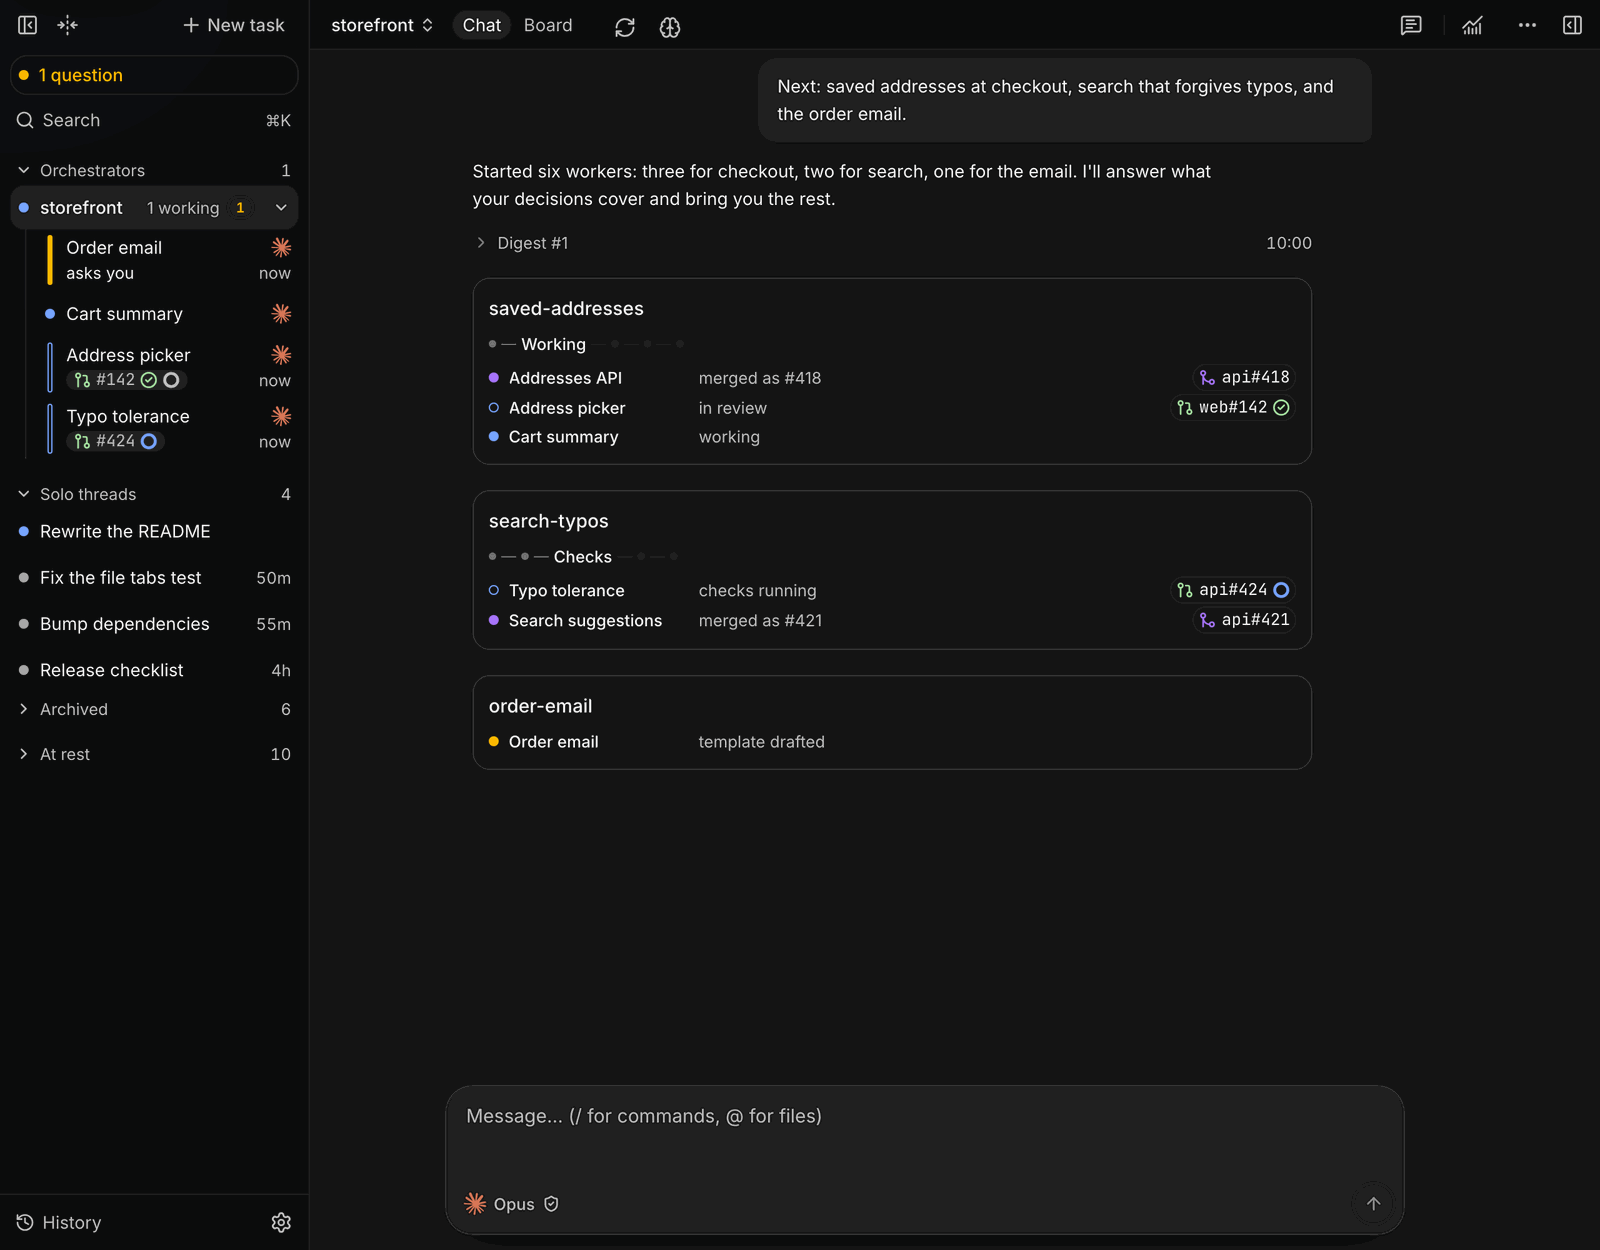 New task
1 question
Search ⌘K
Orchestrators 1
storefront 1 working 1
Order email
asks you now
Cart summary
Address picker
#142 now
Typo tolerance
#424 now
Solo threads 4
Rewrite the README
Fix the file tabs test 50m
Bump dependencies 55m
Release checklist 4h
Archived 6
At rest 10
History
storefront Chat Board
Next: saved addresses at checkout, search that forgives typos, and
the order email.
Started six workers: three for checkout, two for search, one for the email. I'll answer what
your decisions cover and bring you the rest.
Digest #1 10:00
saved-addresses
Working
Addresses API merged as #418 api#418
Address picker in review web#142
Cart summary working
search-typos
Checks
Typo tolerance checks running api#424
Search suggestions merged as #421 api#421
order-email
Order email template drafted
Message... (/ for commands, @ for files)
Opus